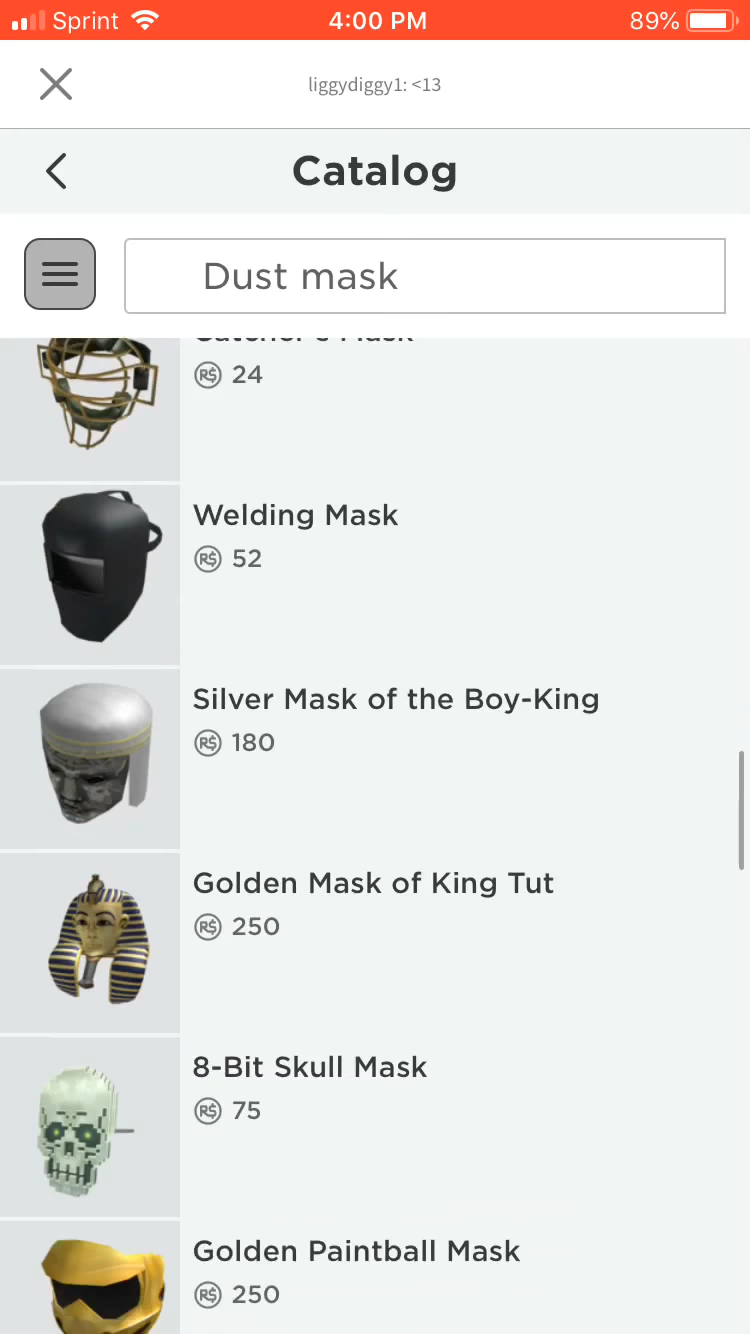 Sprint 4:00 PM 89%
liggydiggy1: <13
Catalog
Dust mask
R$ 24
Welding Mask
R$ 52
Silver Mask of the Boy-King
R$ 180
Golden Mask of King Tut
R$ 250
8-Bit Skull Mask
R$ 75
Golden Paintball Mask
R$ 250